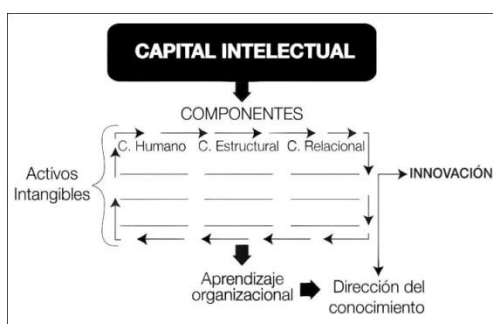 CAPITAL INTELECTUAL
COMPONENTES
C. Humano C. Estructural C. Relacional
Activos
Intangibles
INNOVACIÓN
Aprendizaje
organizacional
Dirección del
conocimiento